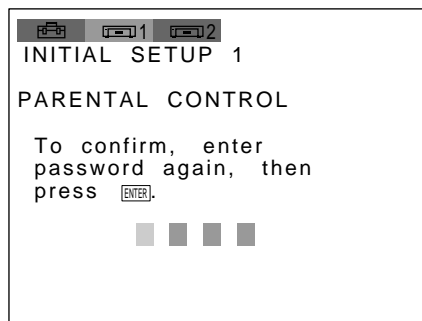 1 2
INITIAL SETUP 1
PARENTAL CONTROL
To confirm, enter
password again, then
press ENTER.